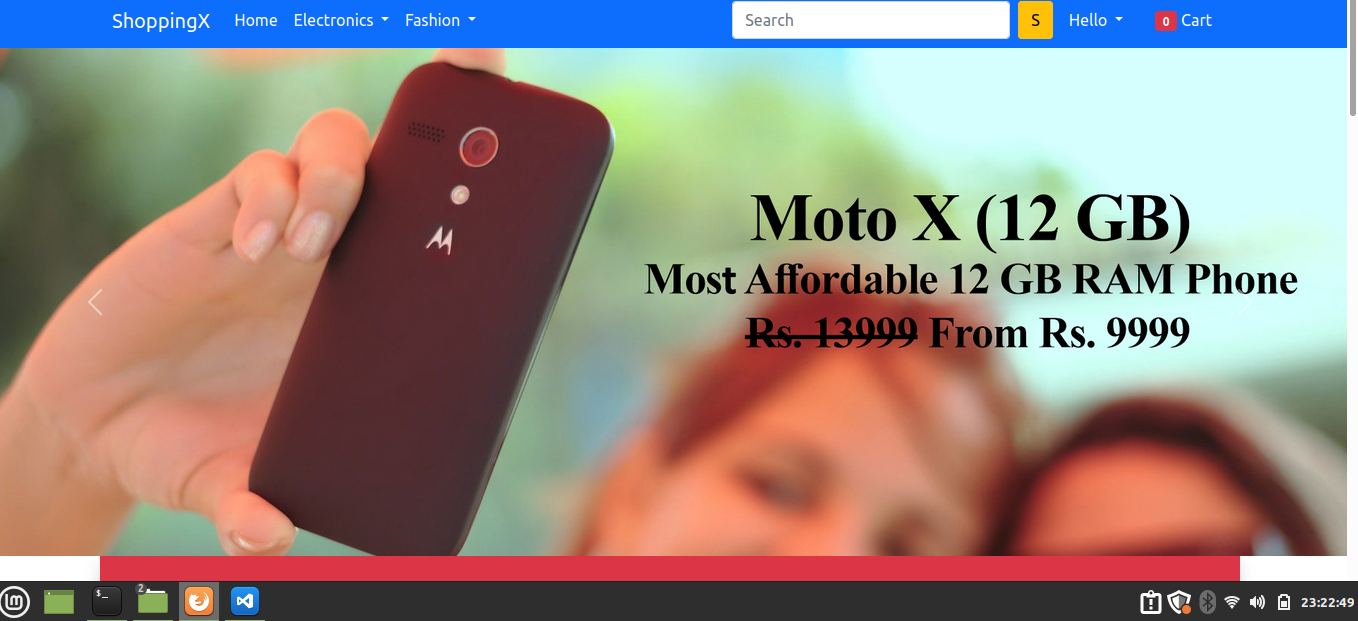 ShoppingX Home Electronics Fashion Search S Hello 0 Cart
Moto X (12 GB)
Most Affordable 12 GB RAM Phone
Rs. 13999 From Rs. 9999
$_ 2 23:22:49